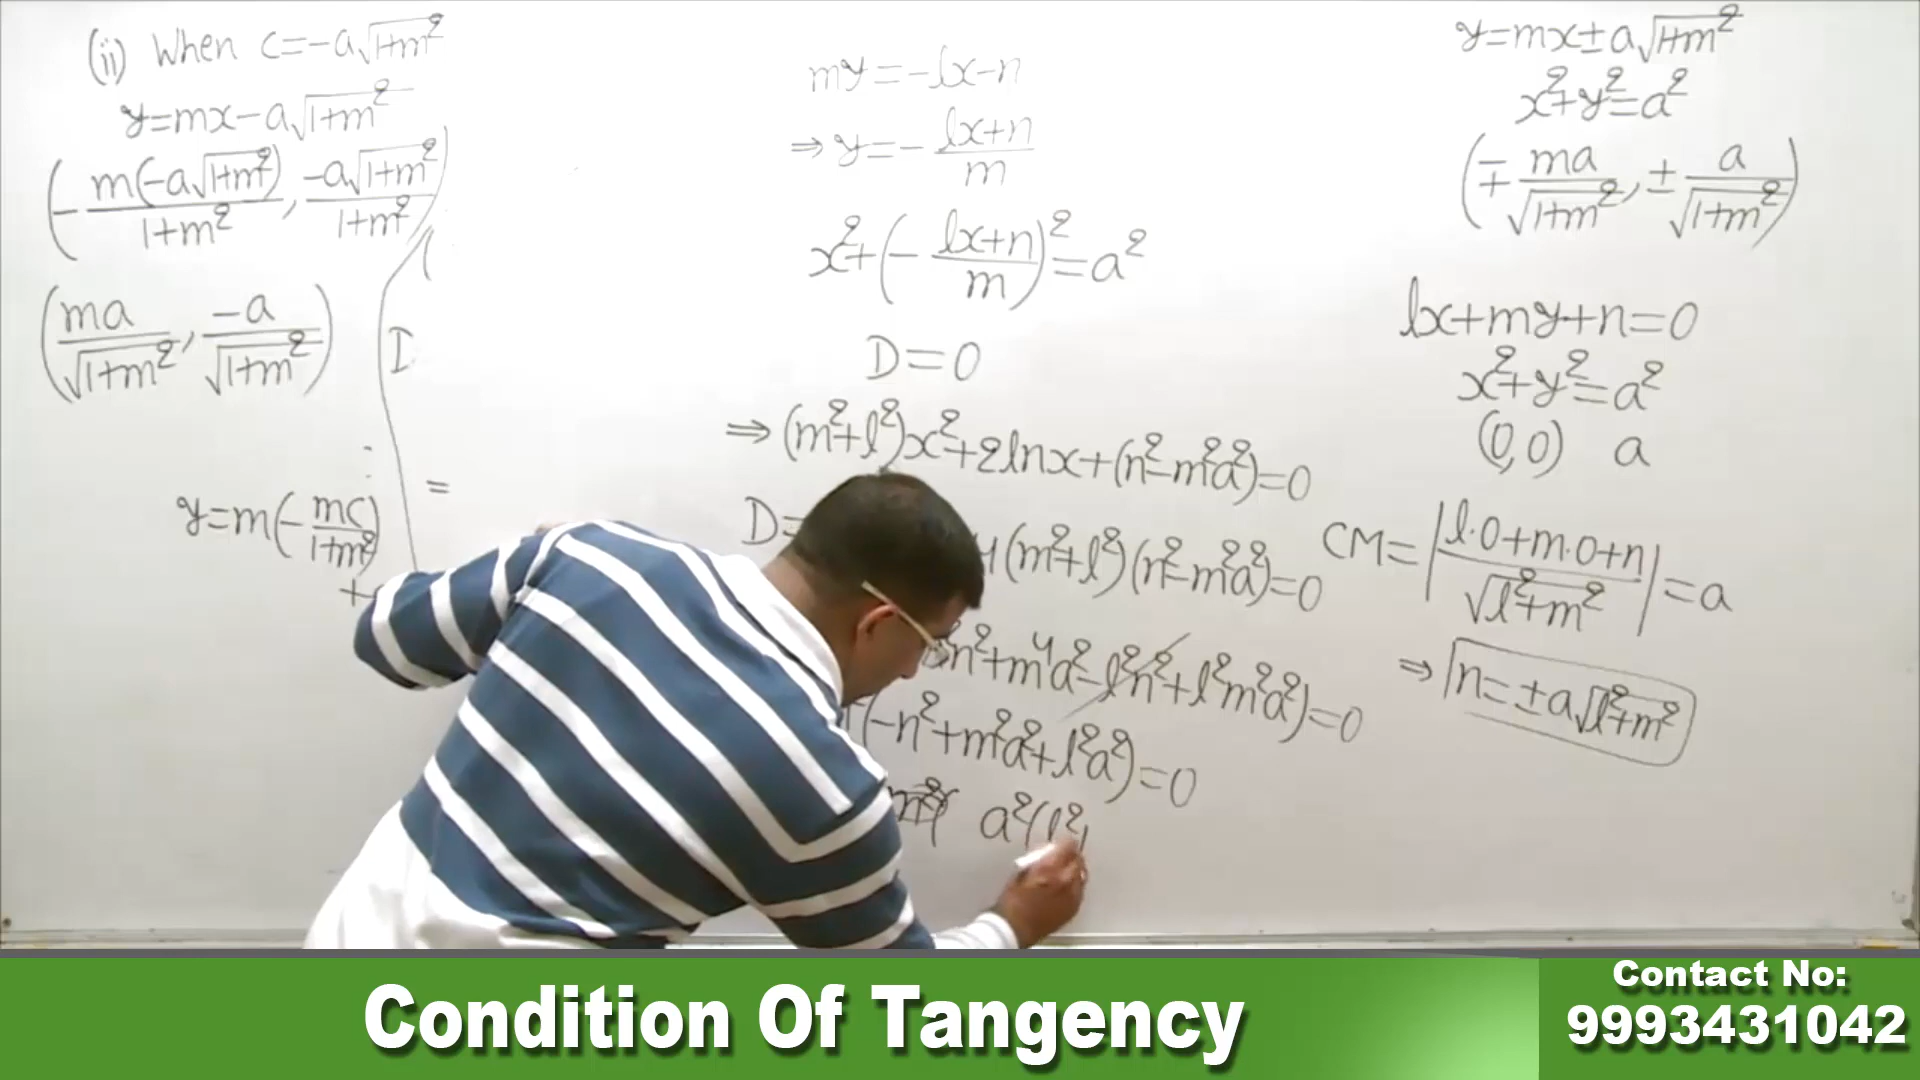 (ii) When c=-a√1+m²
y=mx-a√1+m²
(-m(-a√1+m²)/1+m², -a√1+m²/1+m²)
(ma/√1+m², -a/√1+m²)
D
=
y=m(-mc/1+m²)
+
my=-lx-n
⇒y=-lx+n/m
x²+(-lx+n/m)²=a²
D=0
⇒(m²+l²)x²+2lnx+(n²-m²a²)=0
D=
(m²+l²)(n²-m²a²)=0
n²+m⁴a²-l²n²+l²m²a²)=0
(-n²+m²a²+l²a²)=0
a²(l²
y=mx±a√1+m²
x²+y²=a²
(∓ma/√1+m², ±a/√1+m²)
lx+my+n=0
x²+y²=a²
(0,0) a
CM=|l·0+m·0+n/√l²+m²|=a
⇒n=±a√l²+m²
Condition Of Tangency
Contact No:
9993431042